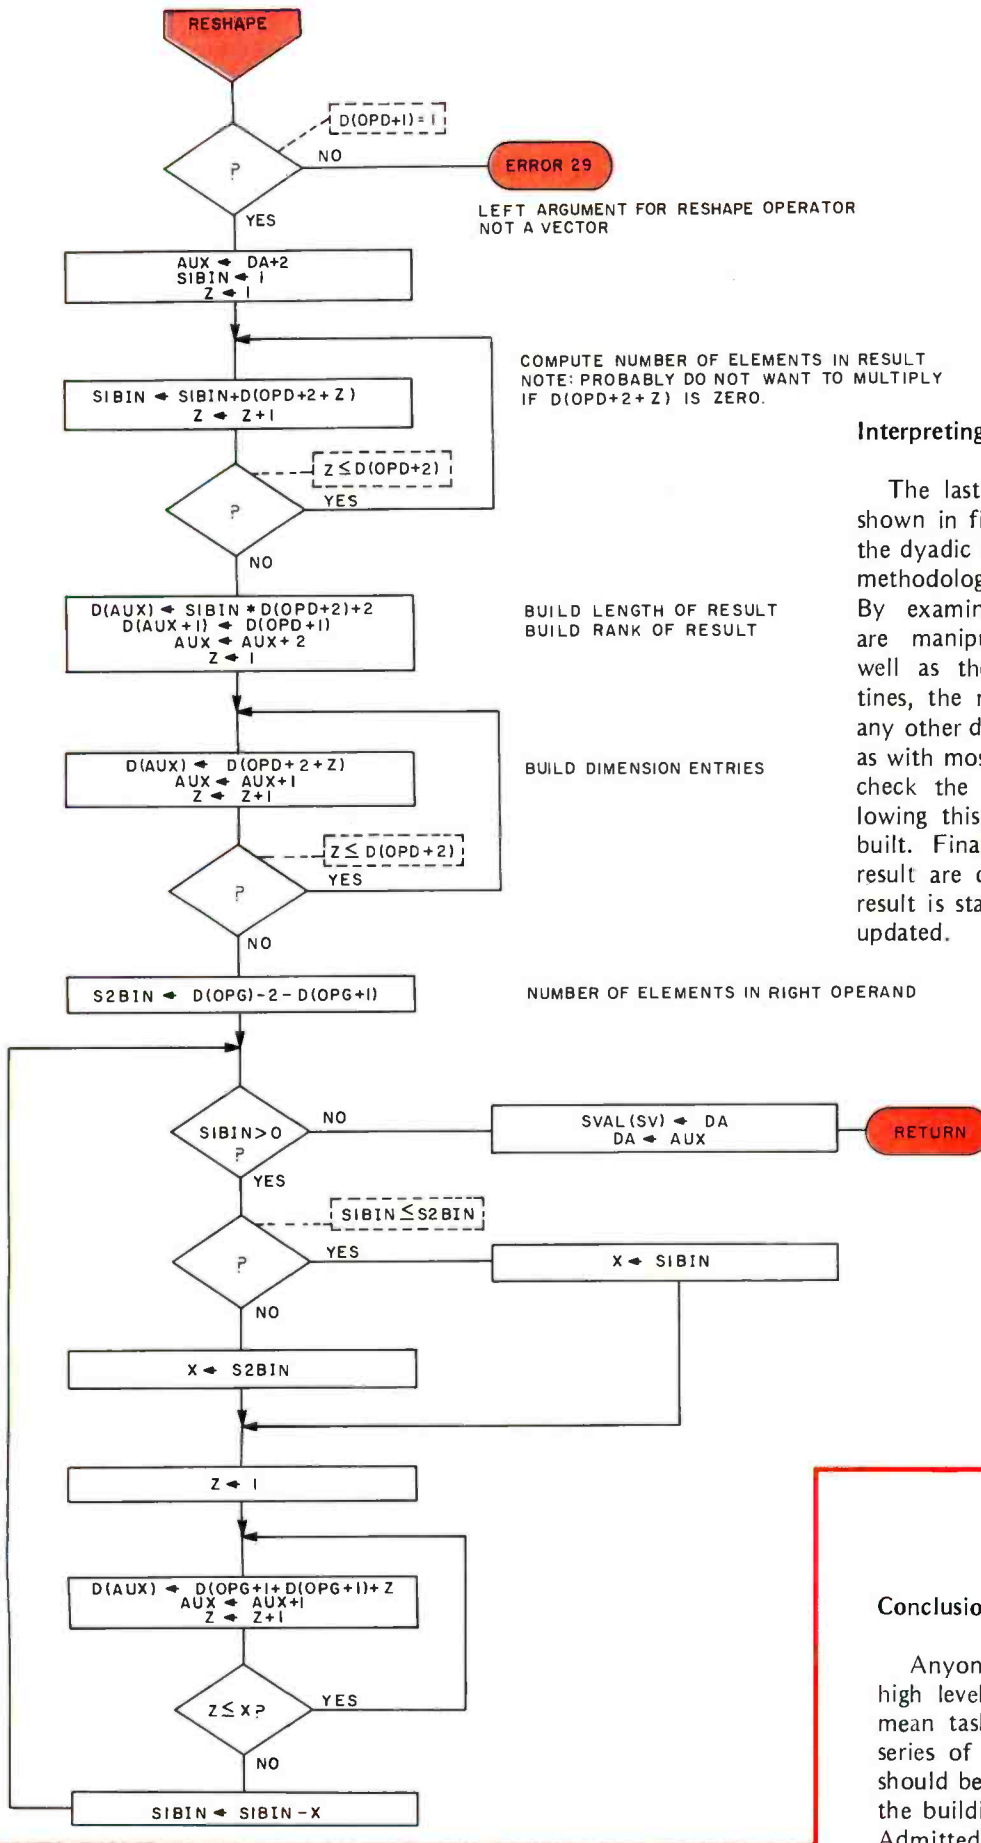 RESHAPE
D(OPD+1)=1
?
NO
ERROR 29
YES
LEFT ARGUMENT FOR RESHAPE OPERATOR
NOT A VECTOR
AUX ← DA+2
S1BIN ← 1
Z ← 1
COMPUTE NUMBER OF ELEMENTS IN RESULT
NOTE: PROBABLY DO NOT WANT TO MULTIPLY
IF D(OPD+2+Z) IS ZERO.
S1BIN ← S1BIN+D(OPD+2+Z)
Z ← Z+1
Z ≤ D(OPD+2)
?
YES
NO
D(AUX) ← S1BIN * D(OPD+2)+2
D(AUX+1) ← D(OPD+1)
AUX ← AUX+2
Z ← 1
BUILD LENGTH OF RESULT
BUILD RANK OF RESULT
D(AUX) ← D(OPD+2+Z)
AUX ← AUX+1
Z ← Z+1
BUILD DIMENSION ENTRIES
Z ≤ D(OPD+2)
?
YES
NO
S2BIN ← D(OPG)-2-D(OPG+1)
NUMBER OF ELEMENTS IN RIGHT OPERAND
S1BIN>0
?
NO
SVAL(SV) ← DA
DA ← AUX
RETURN
YES
S1BIN ≤ S2BIN
?
YES
X ← S1BIN
NO
X ← S2BIN
Z ← 1
D(AUX) ← D(OPG+1+D(OPG+1)+Z
AUX ← AUX+1
Z ← Z+1
Z ≤ X?
YES
NO
S1BIN ← S1BIN-X
Interpreting
The last
shown in fi
the dyadic
methodolog
By examin
are manipu
well as the
tines, the r
any other d
as with mos
check the
lowing this
built. Fina
result are c
result is sta
updated.
Conclusio
Anyon
high level
mean task
series of
should be
the buildi
Admitted